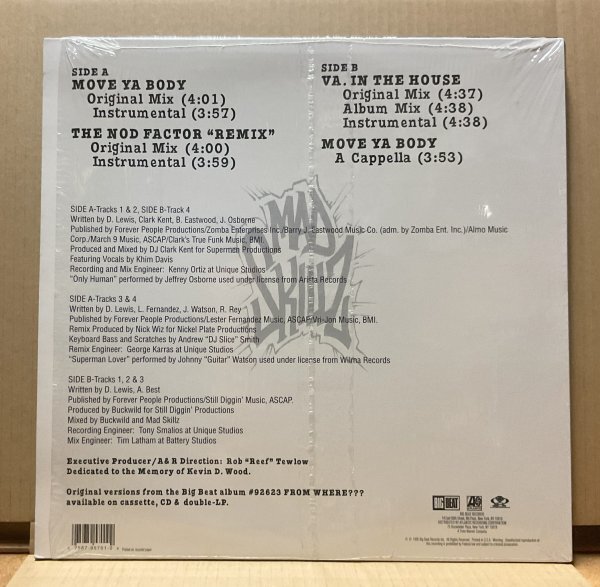 SIDE A
MOVE YA BODY
Original Mix (4:01)
Instrumental (3:57)
THE NOD FACTOR "REMIX"
Original Mix (4:00)
Instrumental (3:59)
SIDE B
VA. IN THE HOUSE
Original Mix (4:37)
Album Mix (4:38)
Instrumental (4:38)
MOVE YA BODY
A Cappella (3:53)
MAD
SKILLZ
SIDE A-Tracks 1 & 2, SIDE B-Track 4
Written by D. Lewis, Clark Kent, B. Eastwood, J. Osborne
Published by Forever People Productions/Zomba Enterprises Inc./Barry J. Eastwood Music Co. (adm. by Zomba Ent. Inc.)/Almo Music
Corp./March 9 Music, ASCAP/Clark's True Funk Music, BMI
Produced and Mixed by DJ Clark Kent for Supermen Productions
Featuring Vocals by Khim Davis
Recording and Mix Engineer: Kenny Ortiz at Unique Studios
"Only Human" performed by Jeffrey Osborne used under license from Arista Records
SIDE A-Tracks 3 & 4
Written by D. Lewis, L. Fernandez, J. Watson, R. Rey
Published by Forever People Productions/Lester Fernandez Music, ASCAP/Vir-Jon Music, BMI.
Remix Produced by Nick Wiz for Nickel Plate Productions
Keyboard Bass and Scratches by Andrew "DJ Slice" Smith
Remix Engineer: George Karras at Unique Studios
"Superman Lover" performed by Johnny "Guitar" Watson used under license from Wilma Records
SIDE B-Tracks 1, 2 & 3
Written by D. Lewis, A. Best
Published by Forever People Productions/Still Diggin' Music, ASCAP.
Produced by Buckwild for Still Diggin' Productions
Mixed by Buckwild and Mad Skillz
Recording Engineer: Tony Smalios at Unique Studios
Mix Engineer: Tim Latham at Battery Studios
Executive Producer/A&R Direction: Rob "Reef" Tewlow
Dedicated to the Memory of Kevin D. Wood.
Original versions from the Big Beat album #92623 FROM WHERE???
available on cassette, CD & double-LP.
BIG BEAT